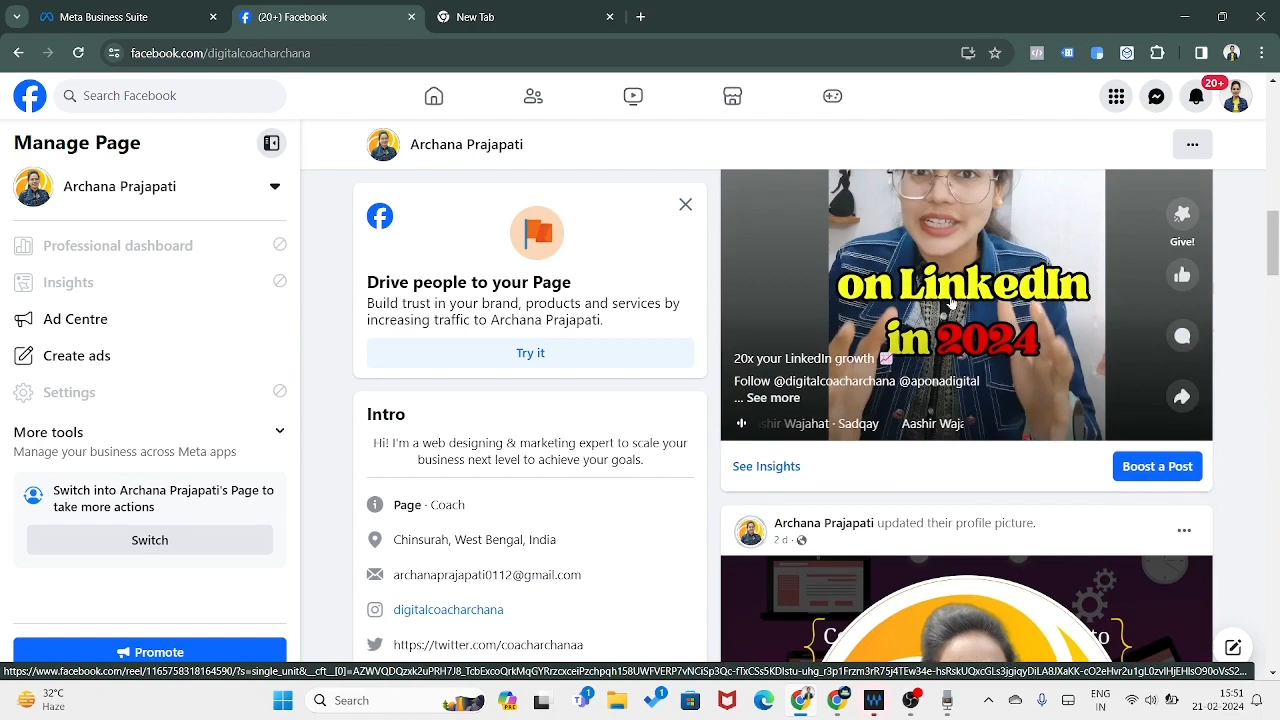 Meta Business Suite
(20+) Facebook
New Tab
facebook.com/digitalcoacharchana
Search Facebook
20+
Manage Page
Archana Prajapati
Professional dashboard
Insights
Ad Centre
Create ads
Settings
More tools
Manage your business across Meta apps
Switch into Archana Prajapati's Page to
take more actions
Switch
Promote
Archana Prajapati
Drive people to your Page
Build trust in your brand, products and services by
increasing traffic to Archana Prajapati.
Try it
Intro
Hi! I'm a web designing & marketing expert to scale your
business next level to achieve your goals.
Page · Coach
Chinsurah, West Bengal, India
archanaprajapati0112@gmail.com
digitalcoacharchana
https://twitter.com/coacharchanaa
on LinkedIn
in 2024
Give!
20x your LinkedIn growth
Follow @digitalcoacharchana @aponadigital
... See more
Wajahat · Sadqay Aashir
See Insights
Boost a Post
Archana Prajapati updated their profile picture.
2 d ·
to
32°C
Haze
Search
1
1
ENG
IN
15:51
21-02-2024